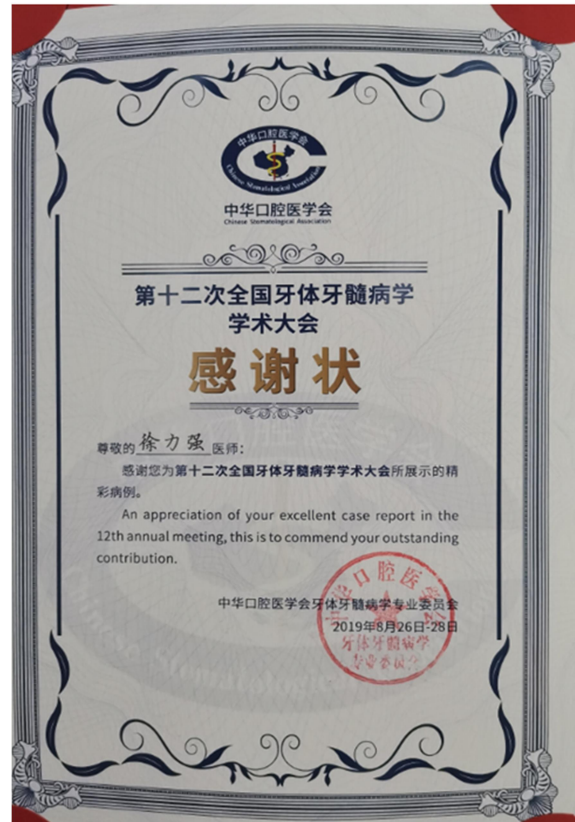 中华口腔医学会
Chinese Stomatological Association
中华口腔医学会
Chinese Stomatological Association
第十二次全国牙体牙髓病学
学术大会
感谢状
尊敬的 徐力强 医师：
感谢您为第十二次全国牙体牙髓病学学术大会所展示的精
彩病例。
An appreciation of your excellent case report in the
12th annual meeting, this is to commend your outstanding
contribution.
中华口腔医学会牙体牙髓病学专业委员会
2019年8月26日-28日